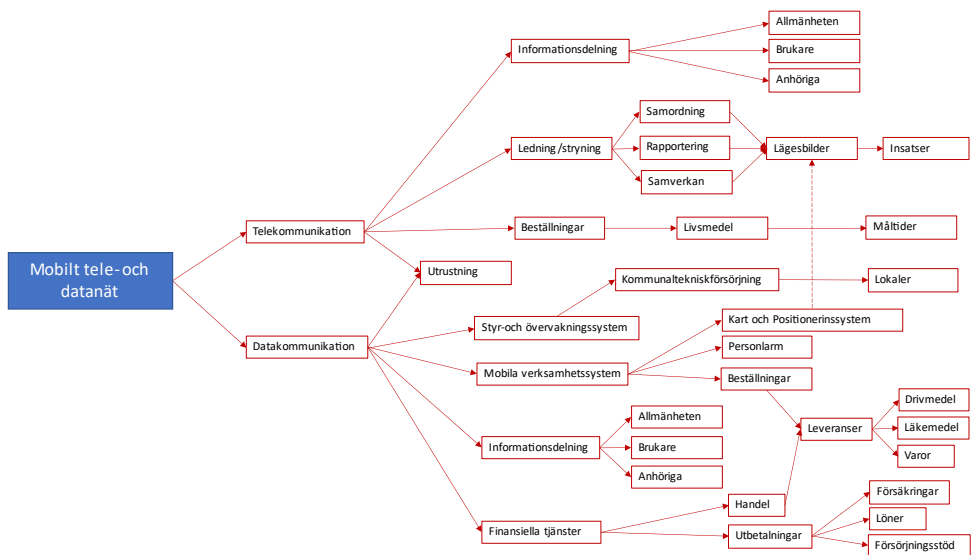 Allmänheten
Informationsdelning
Brukare
Anhöriga
Samordning
Ledning/stryning
Rapportering
Lägesbilder
Insatser
Samverkan
Telekommunikation
Beställningar
Livsmedel
Måltider
Mobilt tele-och
datanät
Utrustning
Kommunaltekniskförsörjning
Lokaler
Styr-och övervakningssystem
Kart och Positionerinssystem
Datakommunikation
Personlarm
Mobila verksamhetssystem
Beställningar
Drivmedel
Allmänheten
Leveranser
Läkemedel
Informationsdelning
Brukare
Varor
Anhöriga
Försäkringar
Handel
Löner
Finansiella tjänster
Utbetalningar
Försörjningsstöd